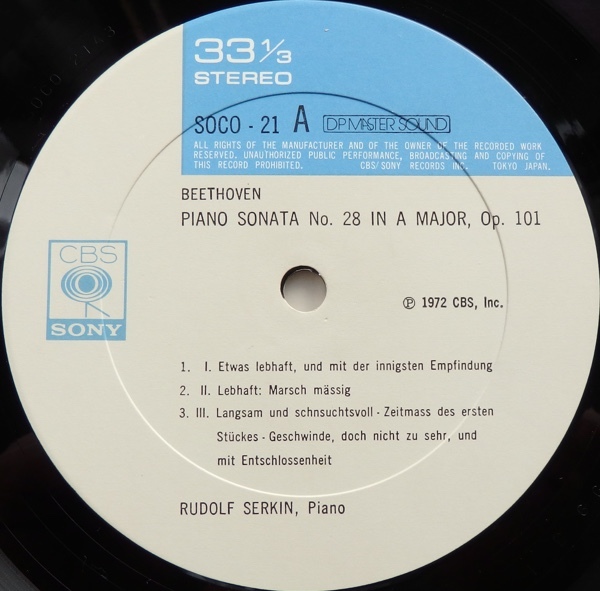 33 1/3
STEREO
SOCO - 21 A DP MASTER SOUND
ALL RIGHTS OF THE MANUFACTURER AND OF THE OWNER OF THE RECORDED WORK
RESERVED. UNAUTHORIZED PUBLIC PERFORMANCE, BROADCASTING AND COPYING OF
THIS RECORD PROHIBITED. CBS/SONY RECORDS INC. TOKYO JAPAN.
BEETHOVEN
PIANO SONATA No. 28 IN A MAJOR, Op. 101
CBS
SONY
℗ 1972 CBS, Inc.
1. I. Etwas lebhaft, und mit der innigsten Empfindung
2. II. Lebhaft: Marsch mässig
3. III. Langsam und schnsuchtsvoll - Zeitmass des ersten
Stückes - Geschwinde, doch nicht zu sehr, und
mit Entschlossenheit
RUDOLF SERKIN, Piano